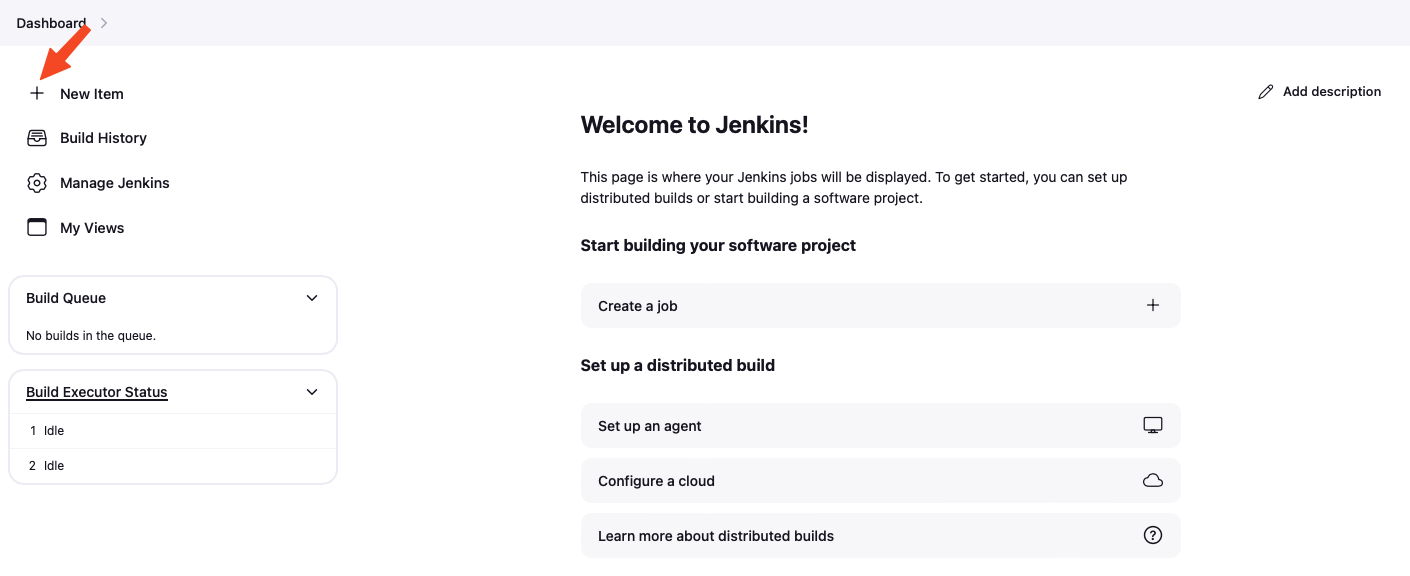 Dashboard
New Item
Build History
Manage Jenkins
My Views
Build Queue
No builds in the queue.
Build Executor Status
1 Idle
2 Idle
Add description
Welcome to Jenkins!
This page is where your Jenkins jobs will be displayed. To get started, you can set up
distributed builds or start building a software project.
Start building your software project
Create a job
Set up a distributed build
Set up an agent
Configure a cloud
Learn more about distributed builds